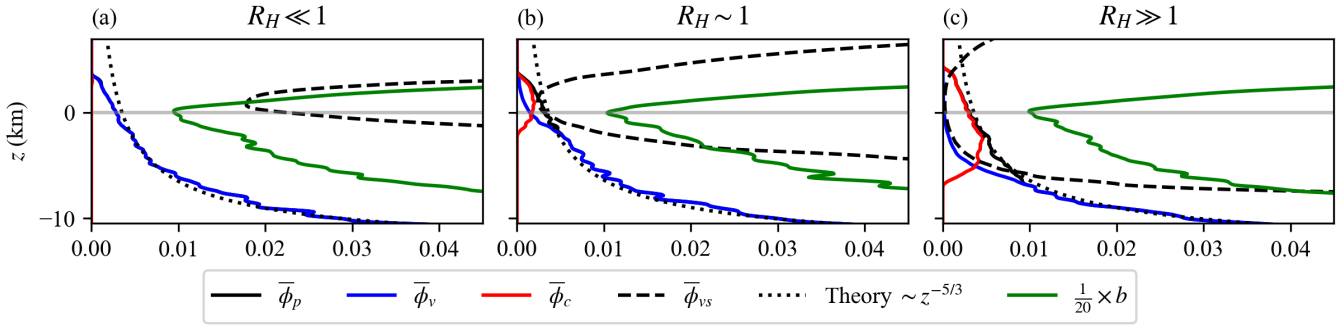 (a) R_H ≪ 1 (b) R_H ∼ 1 (c) R_H ≫ 1
z (km)
0
−10
0.00 0.01 0.02 0.03 0.04 0.00 0.01 0.02 0.03 0.04 0.00 0.01 0.02 0.03 0.04
ϕ̅_p ϕ̅_v ϕ̅_c ϕ̅_vs Theory ∼ z^{−5/3} 1/20 × b